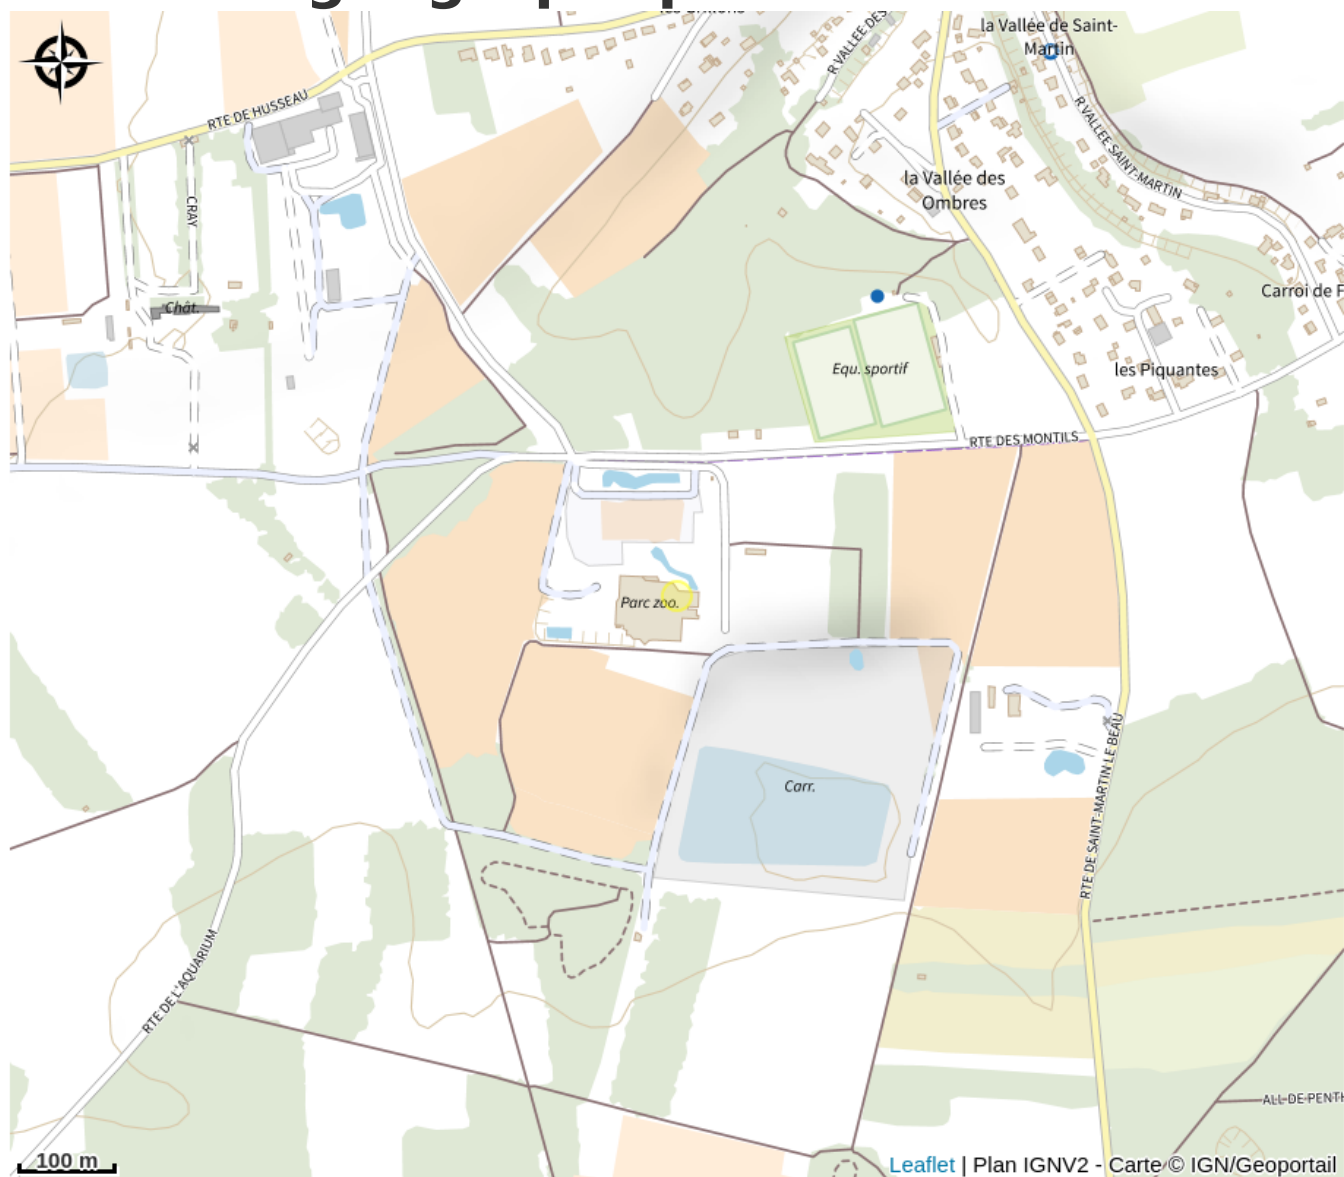 la Vallée de Saint-
Martin
R VALLEE DES
RTE DE HUSSEAU
R VALLEE SAINT-MARTIN
la Vallée des
Ombres
CRAY
Chât.
Carroi de F
Equ. sportif
les Piquantes
RTE DES MONTILS
Parc zoo.
Carr.
RTE DE SAINT-MARTIN LE BEAU
RTE DE L'AQUARIUM
ALL DE PENTH
100 m
Leaflet | Plan IGNV2 - Carte © IGN/Geoportail